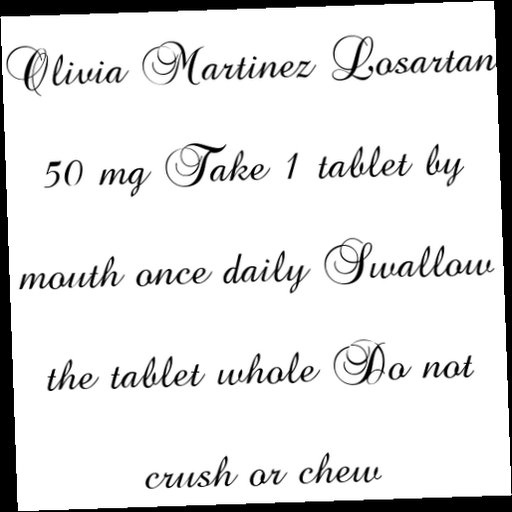 Olivia Martinez Losartan
50 mg Take 1 tablet by
mouth once daily Swallow
the tablet whole Do not
crush or chew